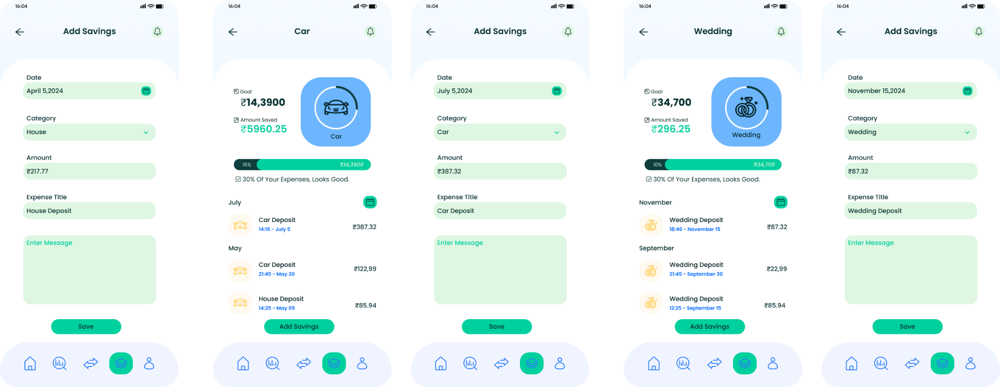 16:04
Add Savings
Date
April 5,2024
Category
House
Amount
₹217.77
Expense Title
House Deposit
Enter Message
Save
16:04
Car
Goal
₹14,3900
Amount Saved
₹5960.25
Car
15%
₹14,3900
30% Of Your Expenses, Looks Good.
July
Car Deposit
14:16 - July 5
₹387.32
May
Car Deposit
21:45 - May 30
₹122,99
House Deposit
14:25 - May 05
₹85.94
Add Savings
16:04
Add Savings
Date
July 5,2024
Category
Car
Amount
₹387.32
Expense Title
Car Deposit
Enter Message
Save
16:04
Wedding
Goal
₹34,700
Amount Saved
₹296.25
Wedding
10%
₹34,700
30% Of Your Expenses, Looks Good.
November
Wedding Deposit
18:46 - November 15
₹87.32
September
Wedding Deposit
21:45 - September 30
₹22,99
Wedding Deposit
12:25 - September 15
₹85.94
Add Savings
16:04
Add Savings
Date
November 15,2024
Category
Wedding
Amount
₹87.32
Expense Title
Wedding Deposit
Enter Message
Save